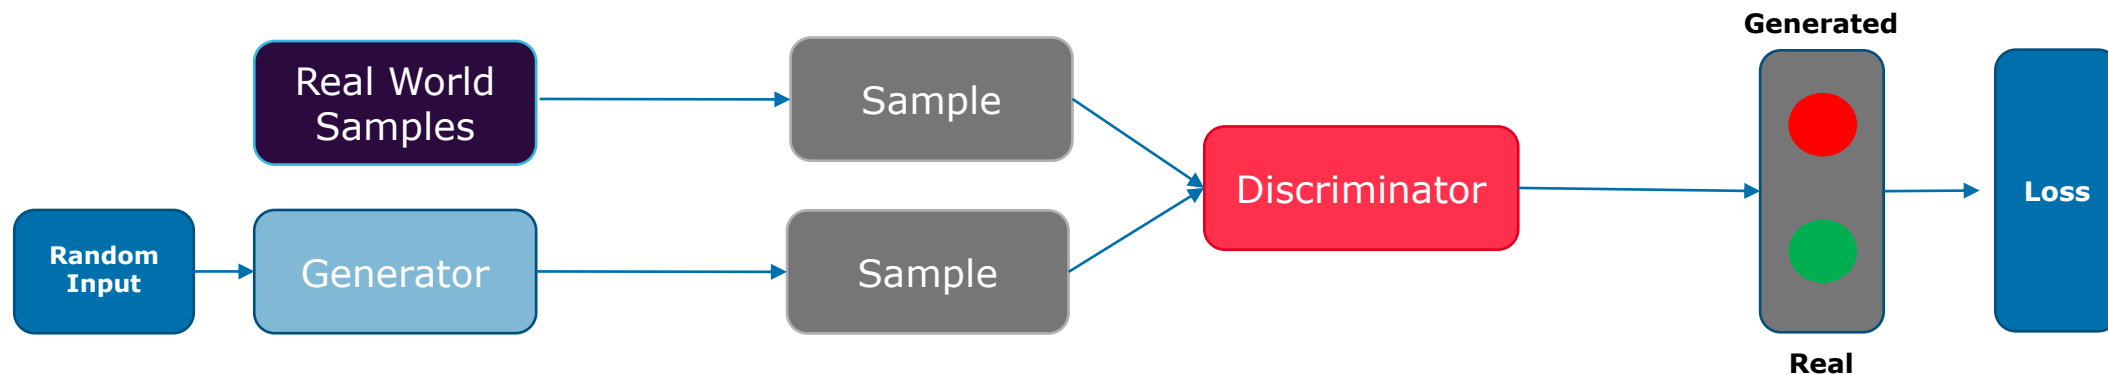 Generated
Real World
Samples
Sample
Discriminator
Loss
Random
Input
Generator
Sample
Real